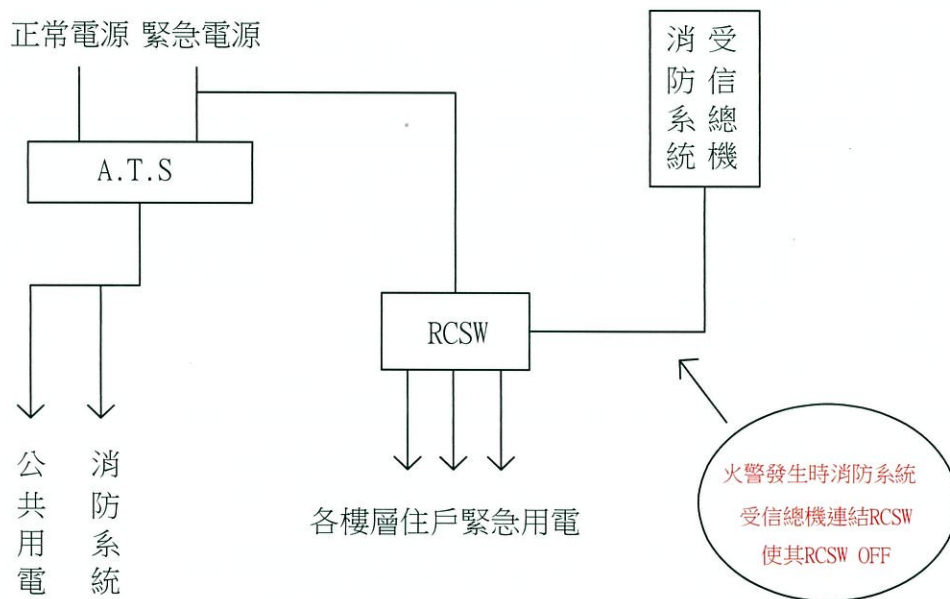 正常電源 緊急電源
消防系統
受信總機
A.T.S
RCSW
公共用電
消防系統
各樓層住戶緊急用電
火警發生時消防系統
受信總機連結RCSW
使其RCSW OFF